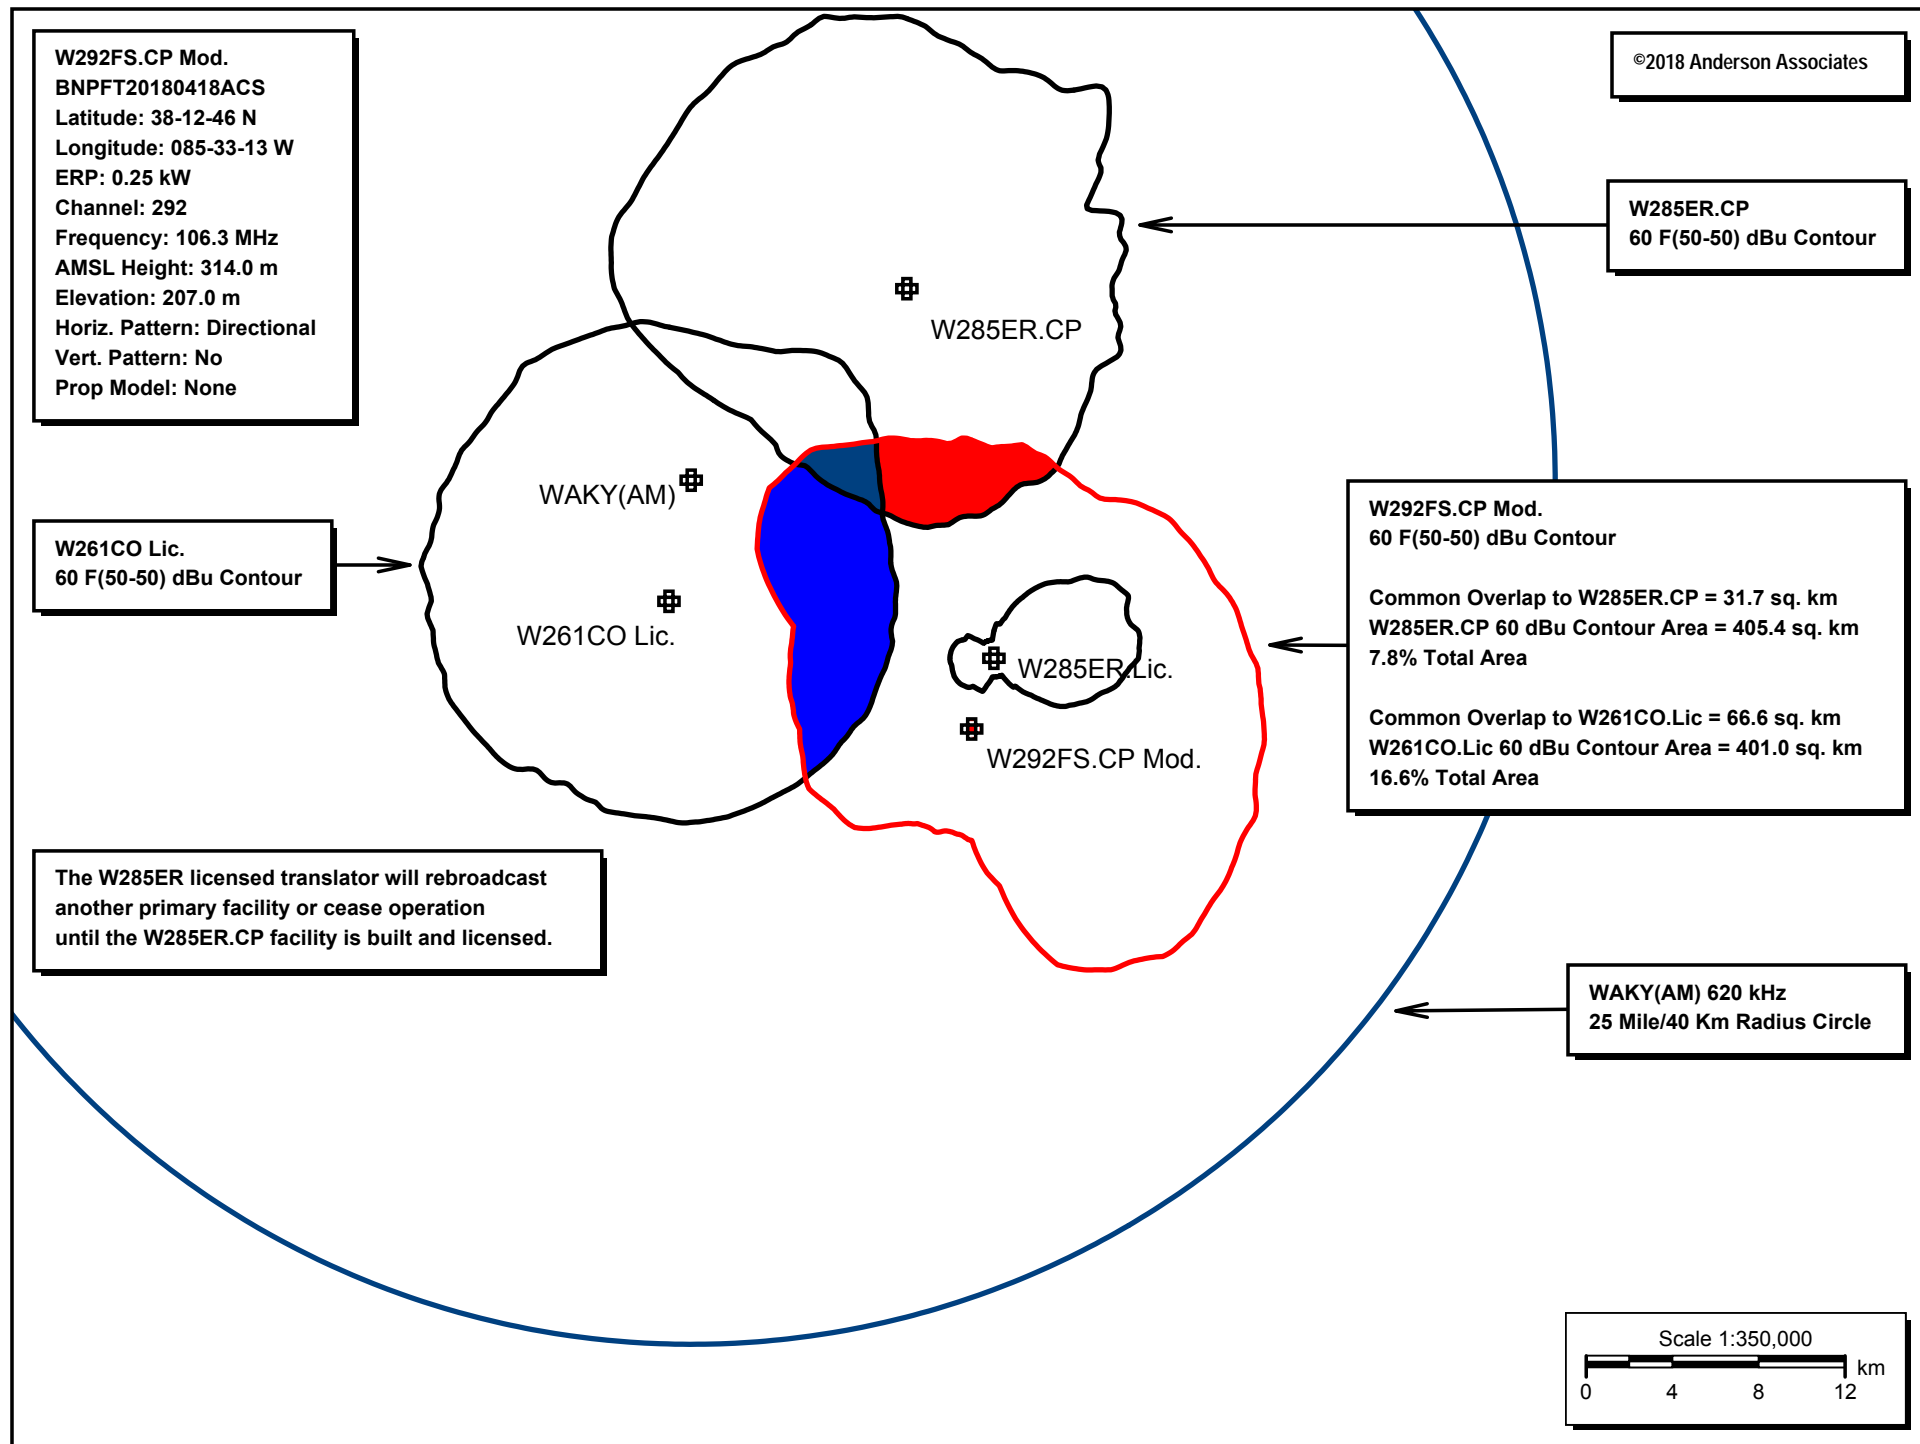 W292FS.CP Mod.
BNPFT20180418ACS
Latitude: 38-12-46 N
Longitude: 085-33-13 W
ERP: 0.25 kW
Channel: 292
Frequency: 106.3 MHz
AMSL Height: 314.0 m
Elevation: 207.0 m
Horiz. Pattern: Directional
Vert. Pattern: No
Prop Model: None
©2018 Anderson Associates
W285ER.CP
60 F(50-50) dBu Contour
W285ER.CP
WAKY(AM)
W261CO Lic.
60 F(50-50) dBu Contour
W261CO Lic.
W285ER.Lic.
W292FS.CP Mod.
W292FS.CP Mod.
60 F(50-50) dBu Contour
Common Overlap to W285ER.CP = 31.7 sq. km
W285ER.CP 60 dBu Contour Area = 405.4 sq. km
7.8% Total Area
Common Overlap to W261CO.Lic = 66.6 sq. km
W261CO.Lic 60 dBu Contour Area = 401.0 sq. km
16.6% Total Area
The W285ER licensed translator will rebroadcast
another primary facility or cease operation
until the W285ER.CP facility is built and licensed.
WAKY(AM) 620 kHz
25 Mile/40 Km Radius Circle
Scale 1:350,000
km
0 4 8 12